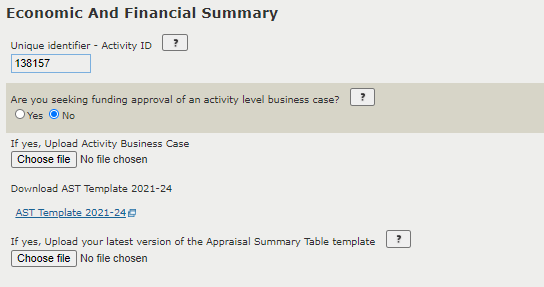 Economic And Financial Summary
Unique identifier - Activity ID ?
138157
Are you seeking funding approval of an activity level business case? ?
Yes No
If yes, Upload Activity Business Case
Choose file No file chosen
Download AST Template 2021-24
AST Template 2021-24
If yes, Upload your latest version of the Appraisal Summary Table template ?
Choose file No file chosen